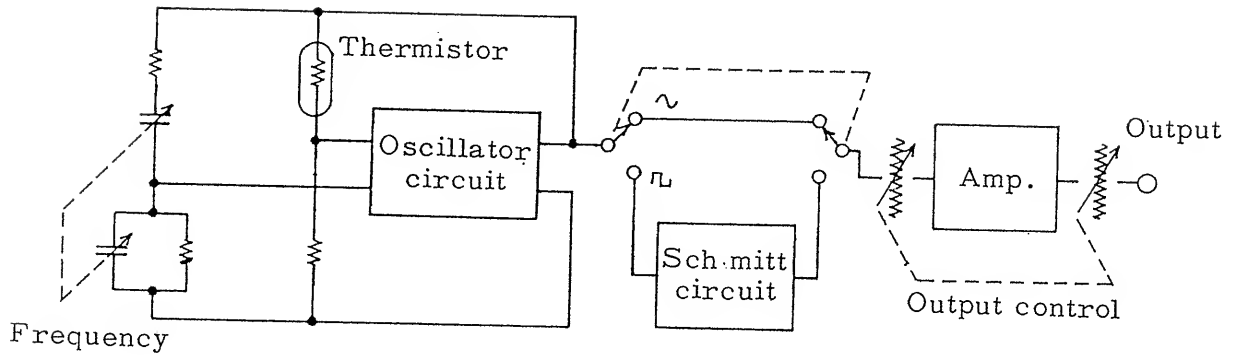 Thermistor
Oscillator
circuit
Output
Amp.
Schmitt
circuit
Output control
Frequency